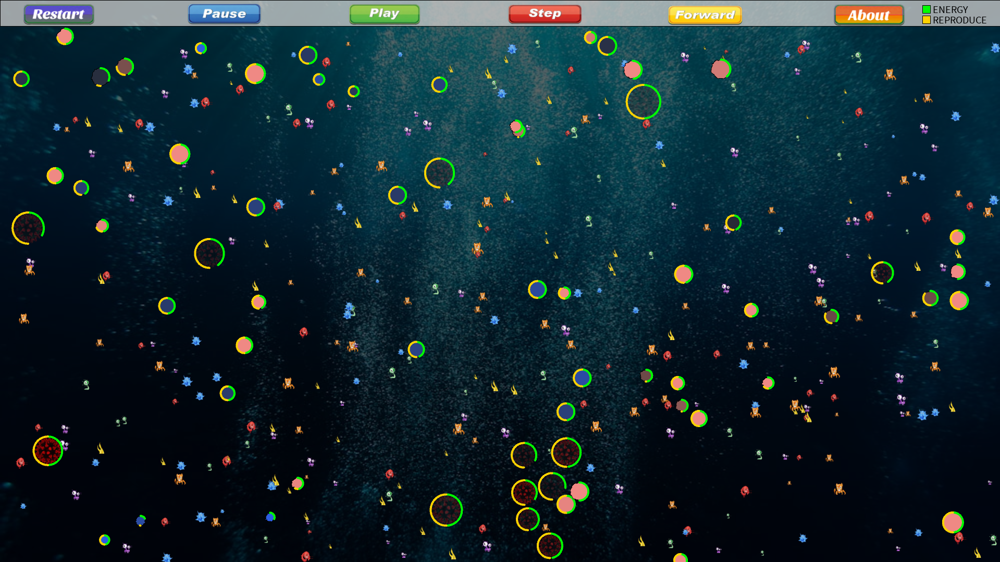 Restart
Pause
Play
Step
Forward
About
ENERGY
REPRODUCE